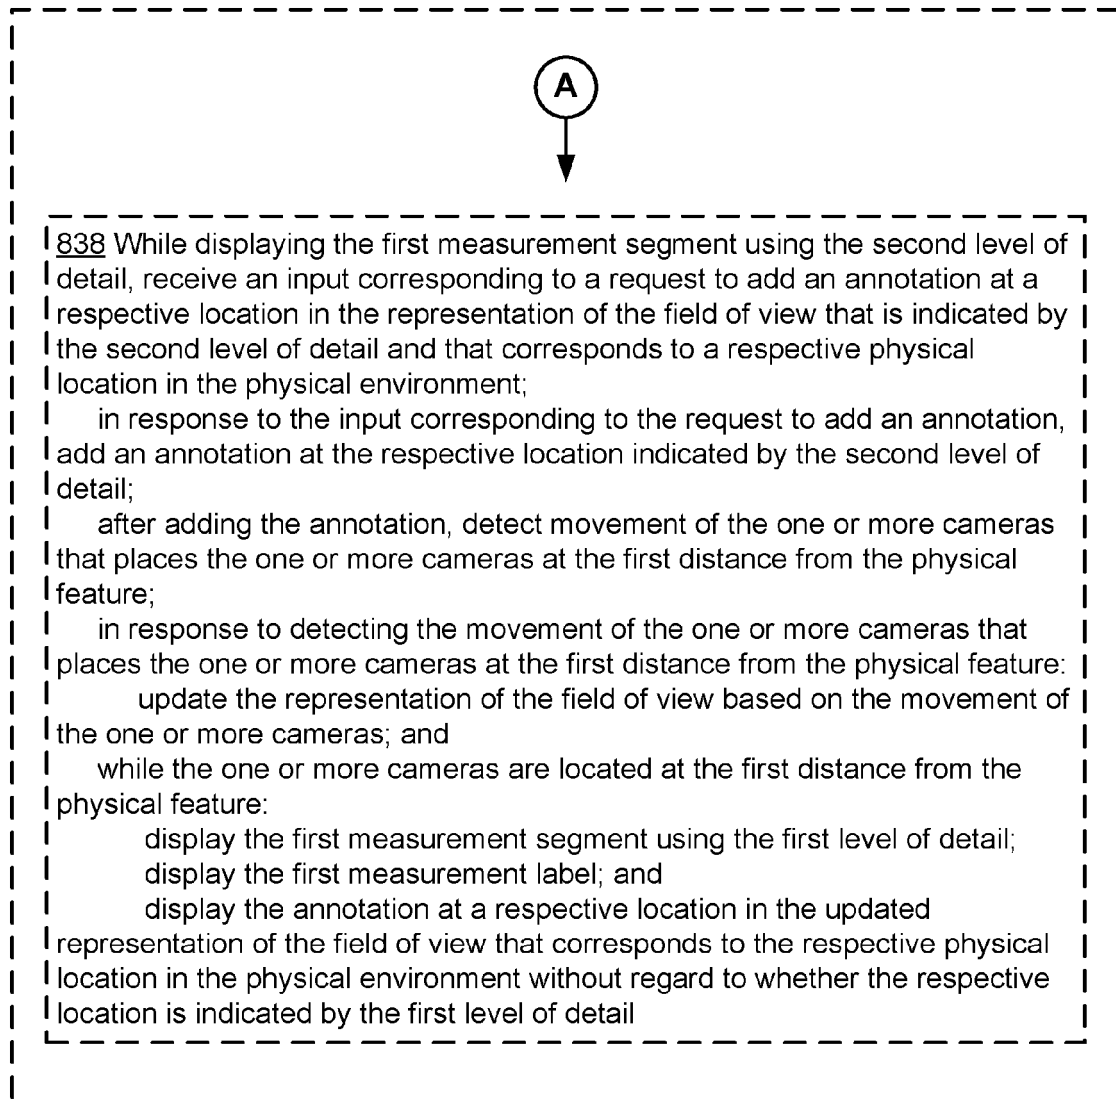 A
838 While displaying the first measurement segment using the second level of
detail, receive an input corresponding to a request to add an annotation at a
respective location in the representation of the field of view that is indicated by
the second level of detail and that corresponds to a respective physical
location in the physical environment;
in response to the input corresponding to the request to add an annotation,
add an annotation at the respective location indicated by the second level of
detail;
after adding the annotation, detect movement of the one or more cameras
that places the one or more cameras at the first distance from the physical
feature;
in response to detecting the movement of the one or more cameras that
places the one or more cameras at the first distance from the physical feature:
update the representation of the field of view based on the movement of
the one or more cameras; and
while the one or more cameras are located at the first distance from the
physical feature:
display the first measurement segment using the first level of detail;
display the first measurement label; and
display the annotation at a respective location in the updated
representation of the field of view that corresponds to the respective physical
location in the physical environment without regard to whether the respective
location is indicated by the first level of detail